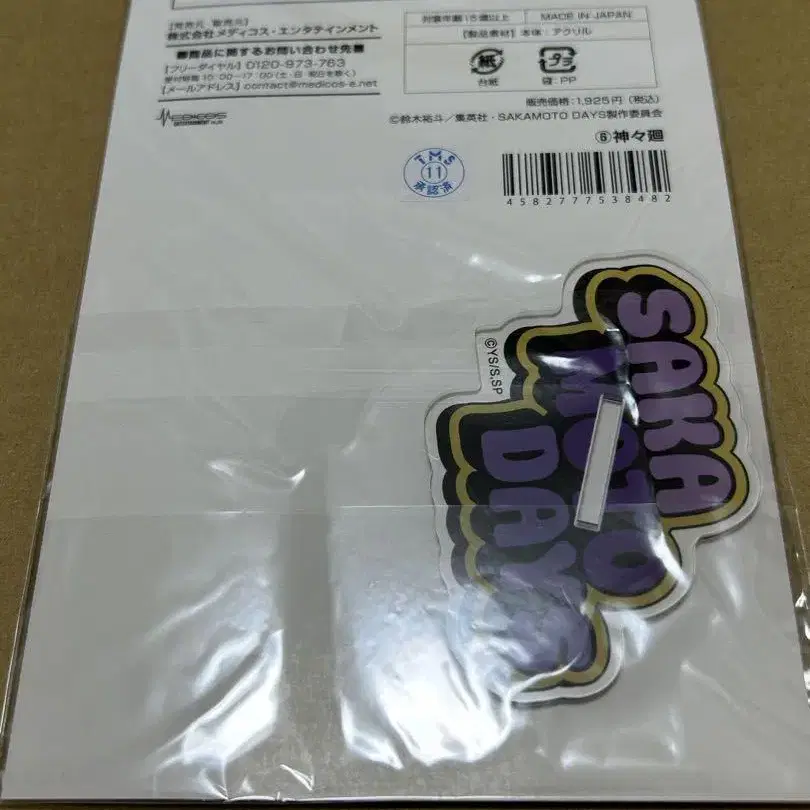 [発売元・販売元]
株式会社メディコス・エンタテインメント
■商品に関するお問い合わせ先■
[フリーダイヤル] 0120-973-763
受付時間 10:00〜17:00(土・日・祝日を除く)
[メールアドレス] contact@medicos-e.net
MEDICOS
ENTERTAINMENT
対象年齢15歳以上
MADE IN JAPAN
[製品素材] 本体:アクリル
紙
台紙
プラ
袋:PP
販売価格:1,925円(税込)
©鈴木祐斗/集英社・SAKAMOTO DAYS製作委員会
⑥神々廻
TMS
11
承認済
4582777538482
©YS/S,SP
SAKA
MOTO
DAYS